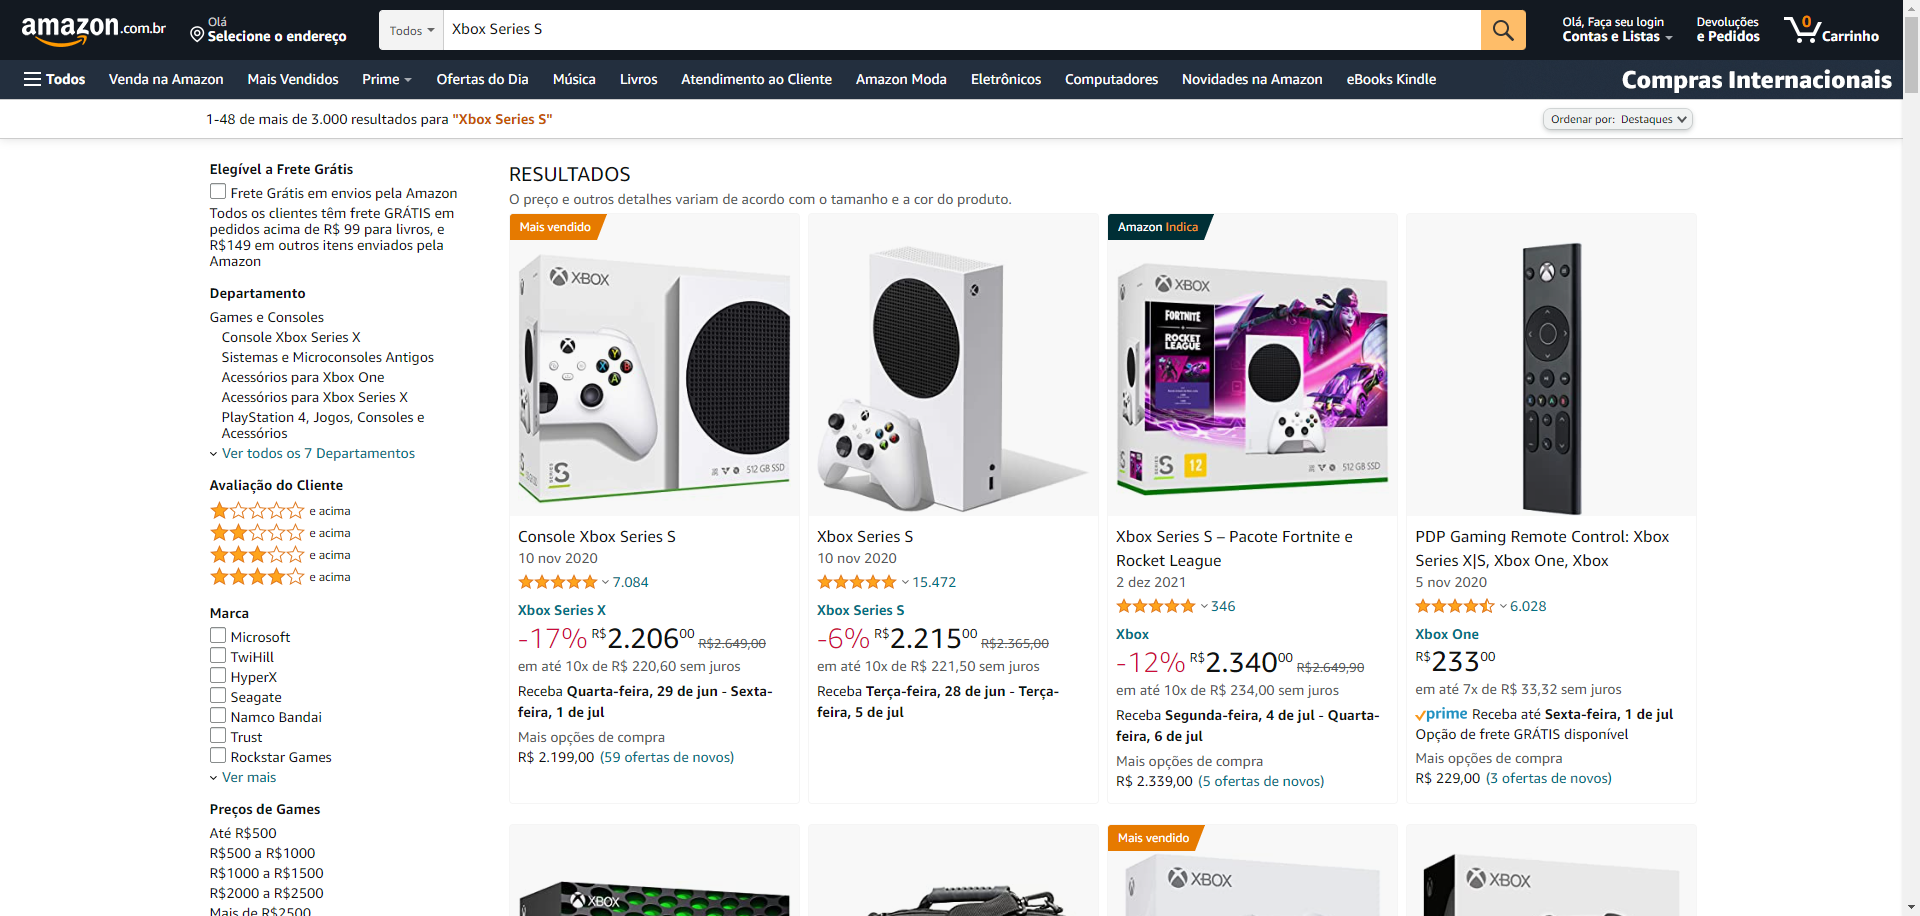 amazon.com.br
Olá
Selecione o endereço
Todos
Xbox Series S
Olá, Faça seu login
Contas e Listas
Devoluções
e Pedidos
0
Carrinho
Todos
Venda na Amazon
Mais Vendidos
Prime
Ofertas do Dia
Música
Livros
Atendimento ao Cliente
Amazon Moda
Eletrônicos
Computadores
Novidades na Amazon
eBooks Kindle
Compras Internacionais
1-48 de mais de 3.000 resultados para "Xbox Series S"
Ordenar por: Destaques
Elegível a Frete Grátis
Frete Grátis em envios pela Amazon
Todos os clientes têm frete GRÁTIS em
pedidos acima de R$ 99 para livros, e
R$149 em outros itens enviados pela
Amazon
Departamento
Games e Consoles
Console Xbox Series X
Sistemas e Microconsoles Antigos
Acessórios para Xbox One
Acessórios para Xbox Series X
PlayStation 4, Jogos, Consoles e
Acessórios
Ver todos os 7 Departamentos
Avaliação do Cliente
e acima
e acima
e acima
e acima
Marca
Microsoft
TwiHill
HyperX
Seagate
Namco Bandai
Trust
Rockstar Games
Ver mais
Preços de Games
Até R$500
R$500 a R$1000
R$1000 a R$1500
R$2000 a R$2500
Mais de R$2500
RESULTADOS
O preço e outros detalhes variam de acordo com o tamanho e a cor do produto.
Mais vendido
XBOX
Y
X
B
A
SERIES
S
512 GB SSD
Console Xbox Series S
10 nov 2020
7.084
Xbox Series X
-17% R$2.20600 R$2.649,00
em até 10x de R$ 220,60 sem juros
Receba Quarta-feira, 29 de jun - Sexta-
feira, 1 de jul
Mais opções de compra
R$ 2.199,00 (59 ofertas de novos)
Xbox Series S
10 nov 2020
15.472
Xbox Series S
-6% R$2.21500 R$2.365,00
em até 10x de R$ 221,50 sem juros
Receba Terça-feira, 28 de jun - Terça-
feira, 5 de jul
Amazon Indica
XBOX
FORTNITE
ROCKET
LEAGUE
SERIES
S
12
512 GB SSD
Xbox Series S – Pacote Fortnite e
Rocket League
2 dez 2021
346
Xbox
-12% R$2.34000 R$2.649,90
em até 10x de R$ 234,00 sem juros
Receba Segunda-feira, 4 de jul - Quarta-
feira, 6 de jul
Mais opções de compra
R$ 2.339,00 (5 ofertas de novos)
PDP Gaming Remote Control: Xbox
Series X|S, Xbox One, Xbox
5 nov 2020
6.028
Xbox One
R$23300
em até 7x de R$ 33,32 sem juros
prime Receba até Sexta-feira, 1 de jul
Opção de frete GRÁTIS disponível
Mais opções de compra
R$ 229,00 (3 ofertas de novos)
XBOX
Mais vendido
XBOX
XBOX